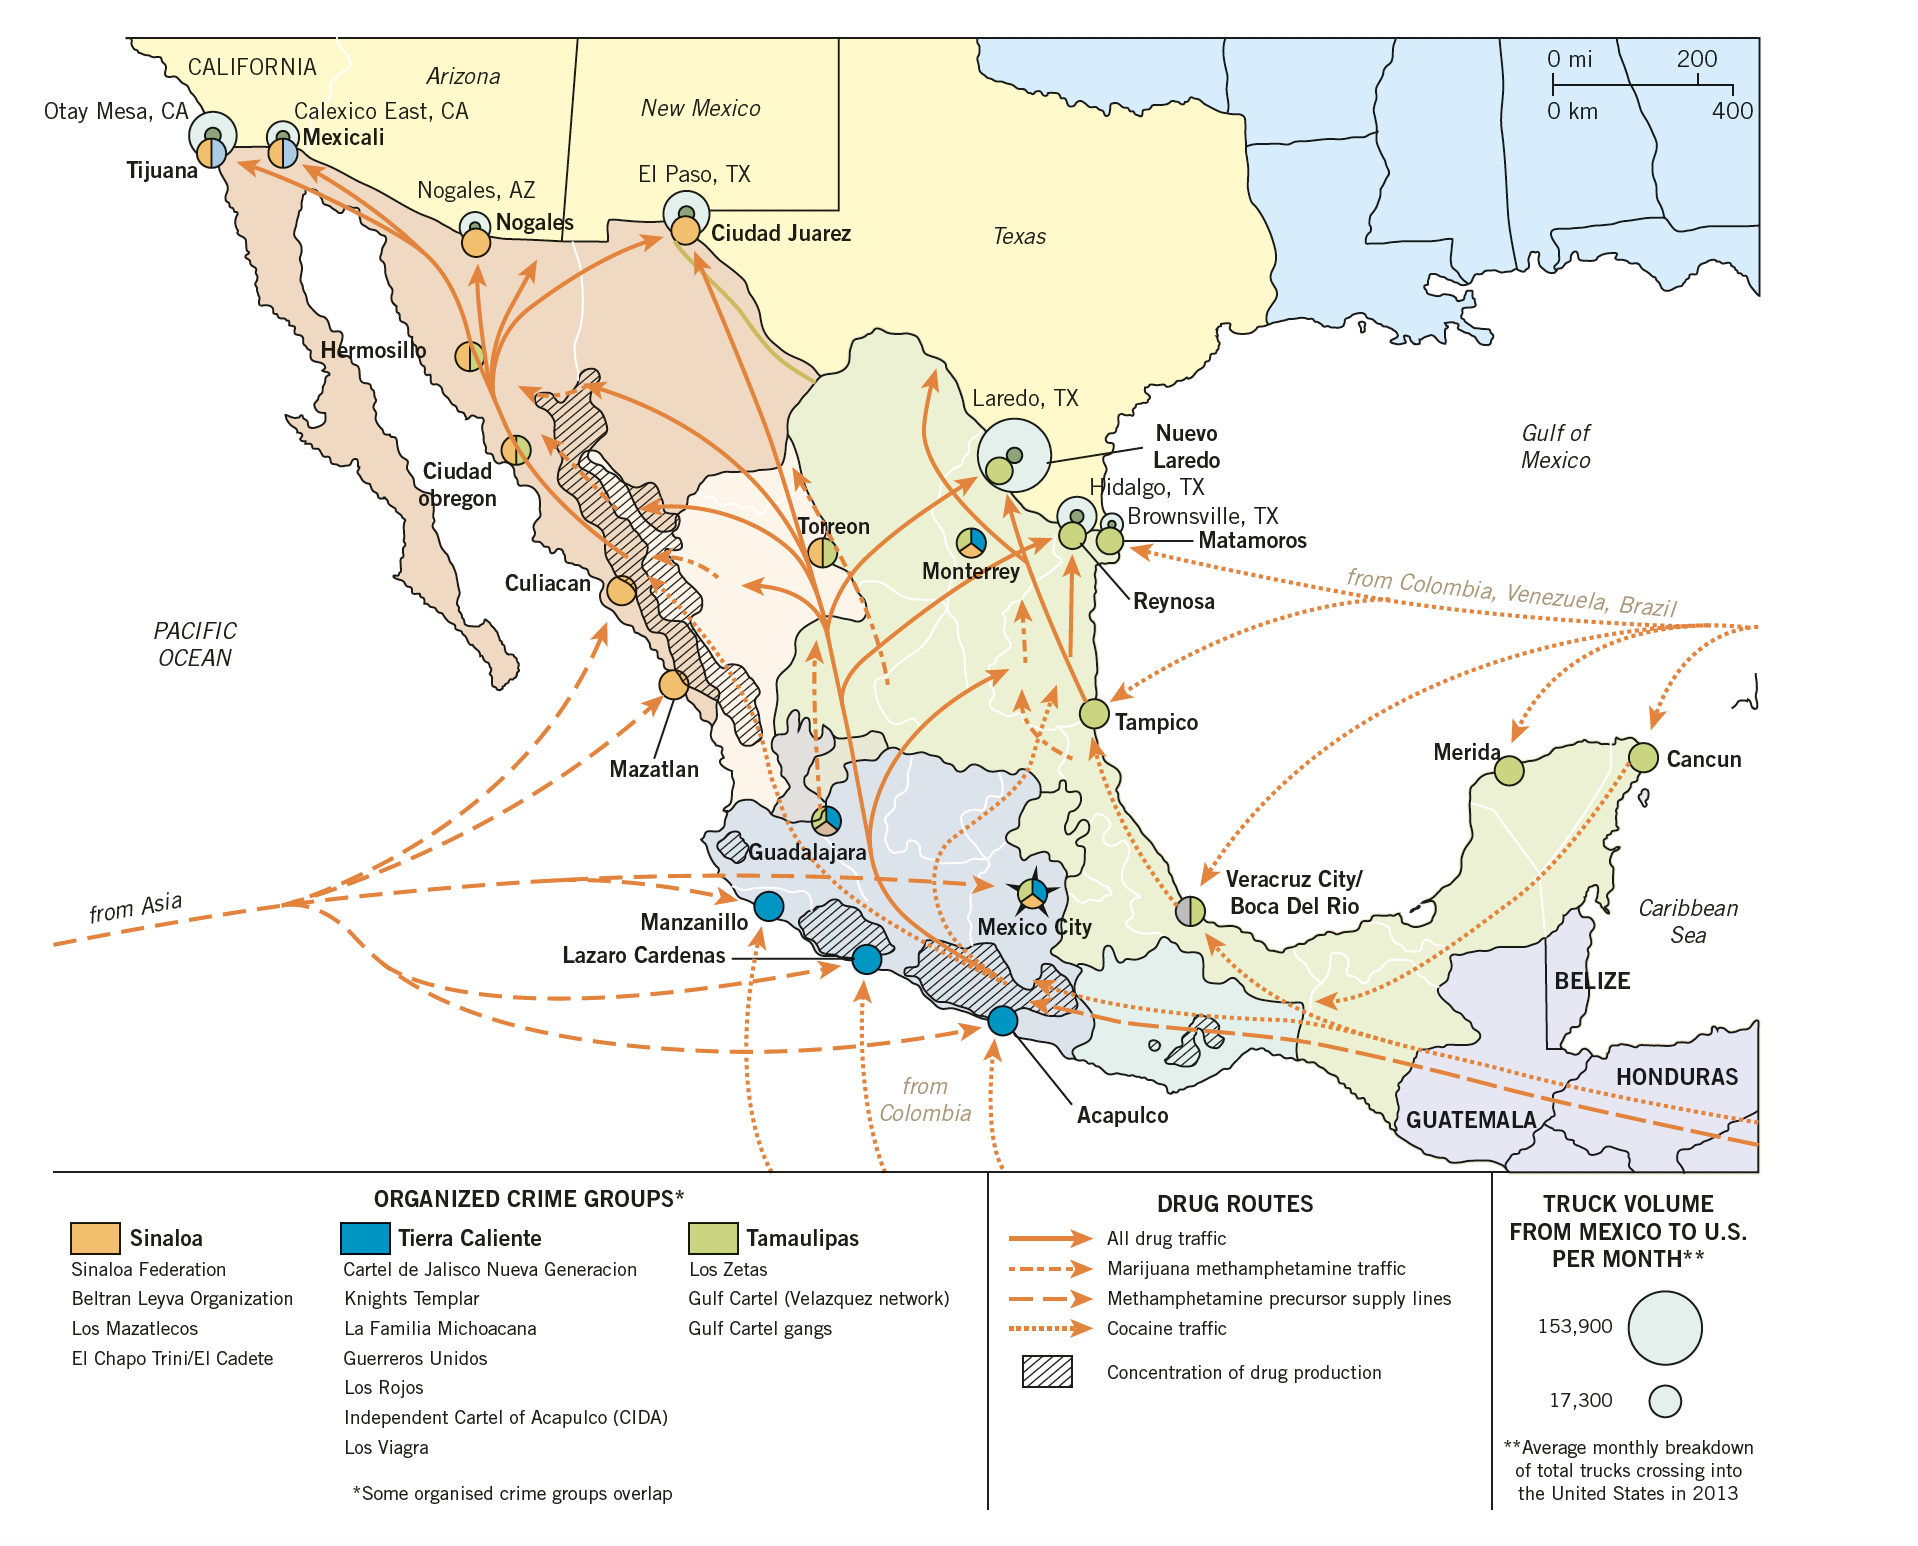 CALIFORNIA
Arizona
New Mexico
Texas
0 mi
200
0 km
400
Otay Mesa, CA
Calexico East, CA
Mexicali
Tijuana
Nogales, AZ
Nogales
El Paso, TX
Ciudad Juarez
Hermosillo
Laredo, TX
Nuevo
Laredo
Gulf of
Mexico
Ciudad
obregon
Hidalgo, TX
Brownsville, TX
Matamoros
Torreon
Monterrey
Culiacan
Reynosa
from Colombia, Venezuela, Brazil
PACIFIC
OCEAN
Tampico
Mazatlan
Merida
Cancun
Guadalajara
from Asia
Manzanillo
Mexico City
Veracruz City/
Boca Del Rio
Caribbean
Sea
Lazaro Cardenas
BELIZE
from
Colombia
Acapulco
HONDURAS
GUATEMALA
ORGANIZED CRIME GROUPS*
Sinaloa
Sinaloa Federation
Beltran Leyva Organization
Los Mazatlecos
El Chapo Trini/El Cadete
Tierra Caliente
Cartel de Jalisco Nueva Generacion
Knights Templar
La Familia Michoacana
Guerreros Unidos
Los Rojos
Independent Cartel of Acapulco (CIDA)
Los Viagra
Tamaulipas
Los Zetas
Gulf Cartel (Velazquez network)
Gulf Cartel gangs
*Some organised crime groups overlap
DRUG ROUTES
All drug traffic
Marijuana methamphetamine traffic
Methamphetamine precursor supply lines
Cocaine traffic
Concentration of drug production
TRUCK VOLUME
FROM MEXICO TO U.S.
PER MONTH**
153,900
17,300
**Average monthly breakdown
of total trucks crossing into
the United States in 2013